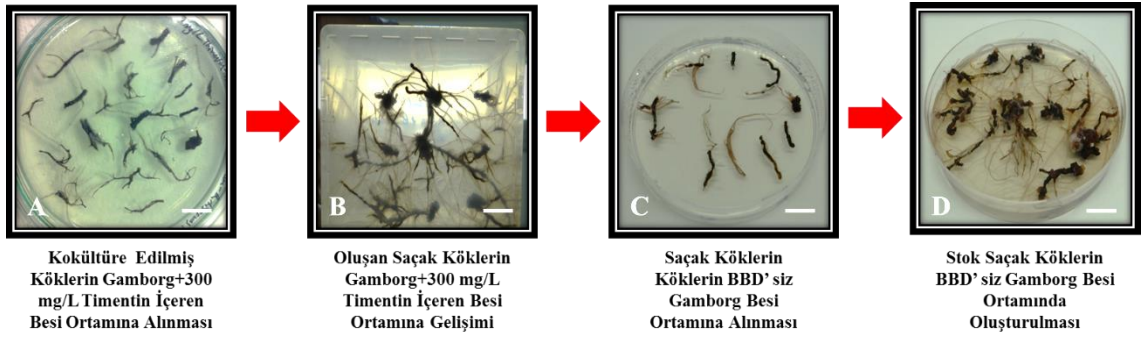 A
B
C
D
Kokültüre Edilmiş
Köklerin Gamborg+300
mg/L Timentin İçeren
Besi Ortamına Alınması
Oluşan Saçak Köklerin
Gamborg+300 mg/L
Timentin İçeren Besi
Ortamına Gelişimi
Saçak Köklerin
Köklerin BBD’ siz
Gamborg Besi
Ortamına Alınması
Stok Saçak Köklerin
BBD’ siz Gamborg Besi
Ortamında
Oluşturulması